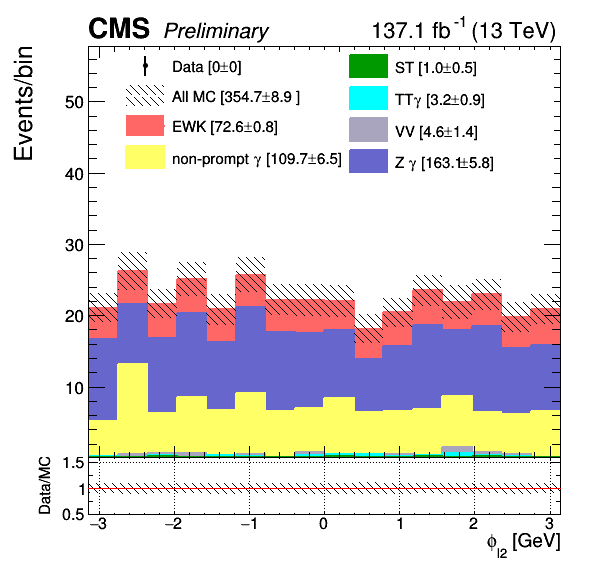 CMS Preliminary 137.1 fb⁻¹ (13 TeV)
Events/bin
Data [0±0]
All MC [354.7±8.9 ]
EWK [72.6±0.8]
non-prompt γ [109.7±6.5]
ST [1.0±0.5]
TTγ [3.2±0.9]
VV [4.6±1.4]
Z γ [163.1±5.8]
50
40
30
20
10
Data/MC
1.5
1
0.5
−3 −2 −1 0 1 2 3
ϕ_l2 [GeV]